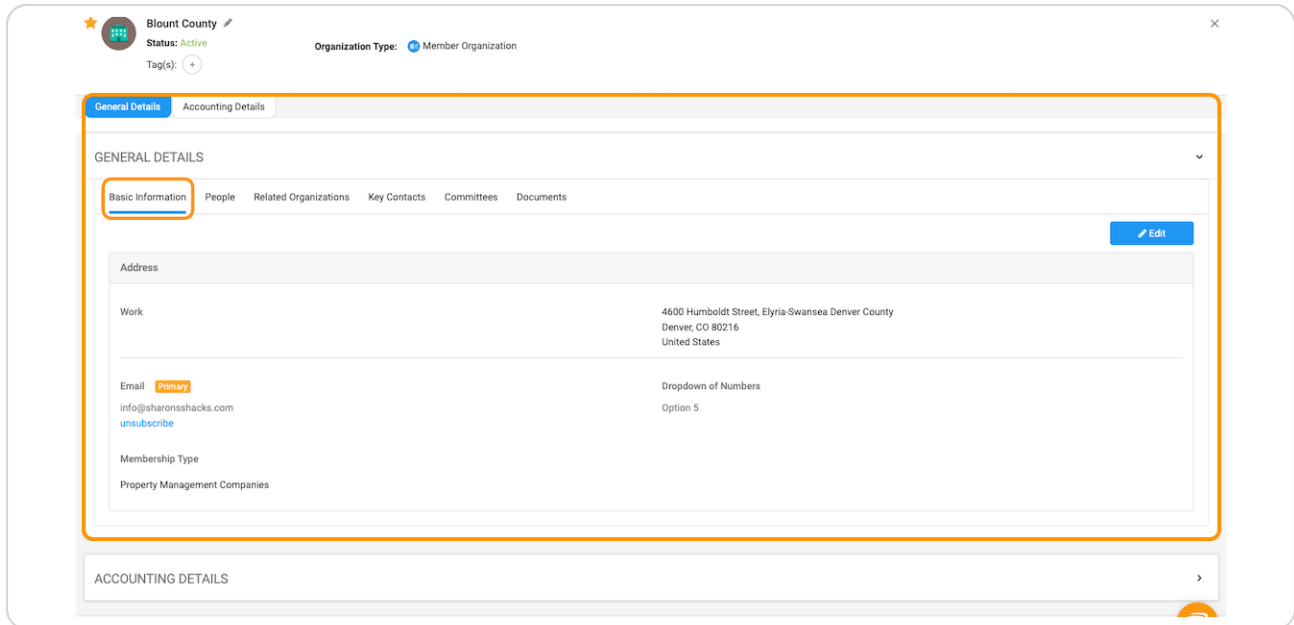 Blount County
Status: Active
Organization Type: Member Organization
Tag(s): +
General Details Accounting Details
GENERAL DETAILS
Basic Information People Related Organizations Key Contacts Committees Documents
Edit
Address
Work
4600 Humboldt Street, Elyria-Swansea Denver County
Denver, CO 80216
United States
Email Primary
Dropdown of Numbers
info@sharonsshacks.com
Option 5
unsubscribe
Membership Type
Property Management Companies
ACCOUNTING DETAILS